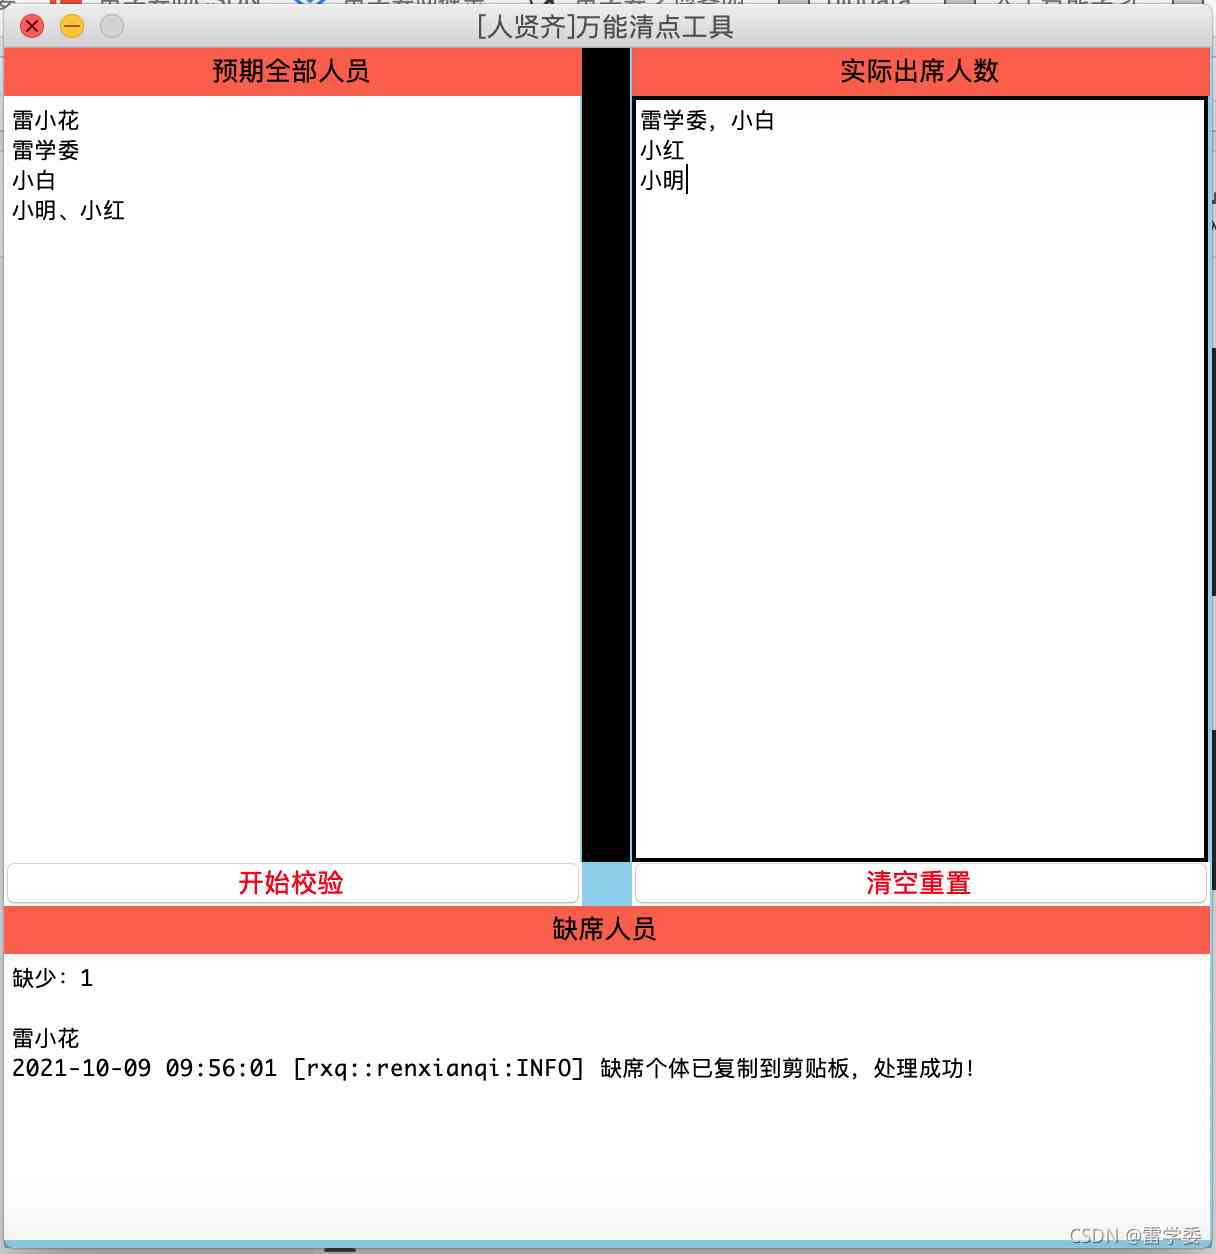 [人贤齐]万能清点工具
预期全部人员
实际出席人数
雷小花
雷学委
小白
小明、小红
雷学委，小白
小红
小明
开始校验
清空重置
缺席人员
缺少：1
雷小花
2021-10-09 09:56:01 [rxq::renxianqi:INFO] 缺席个体已复制到剪贴板，处理成功！
CSDN @雷学委